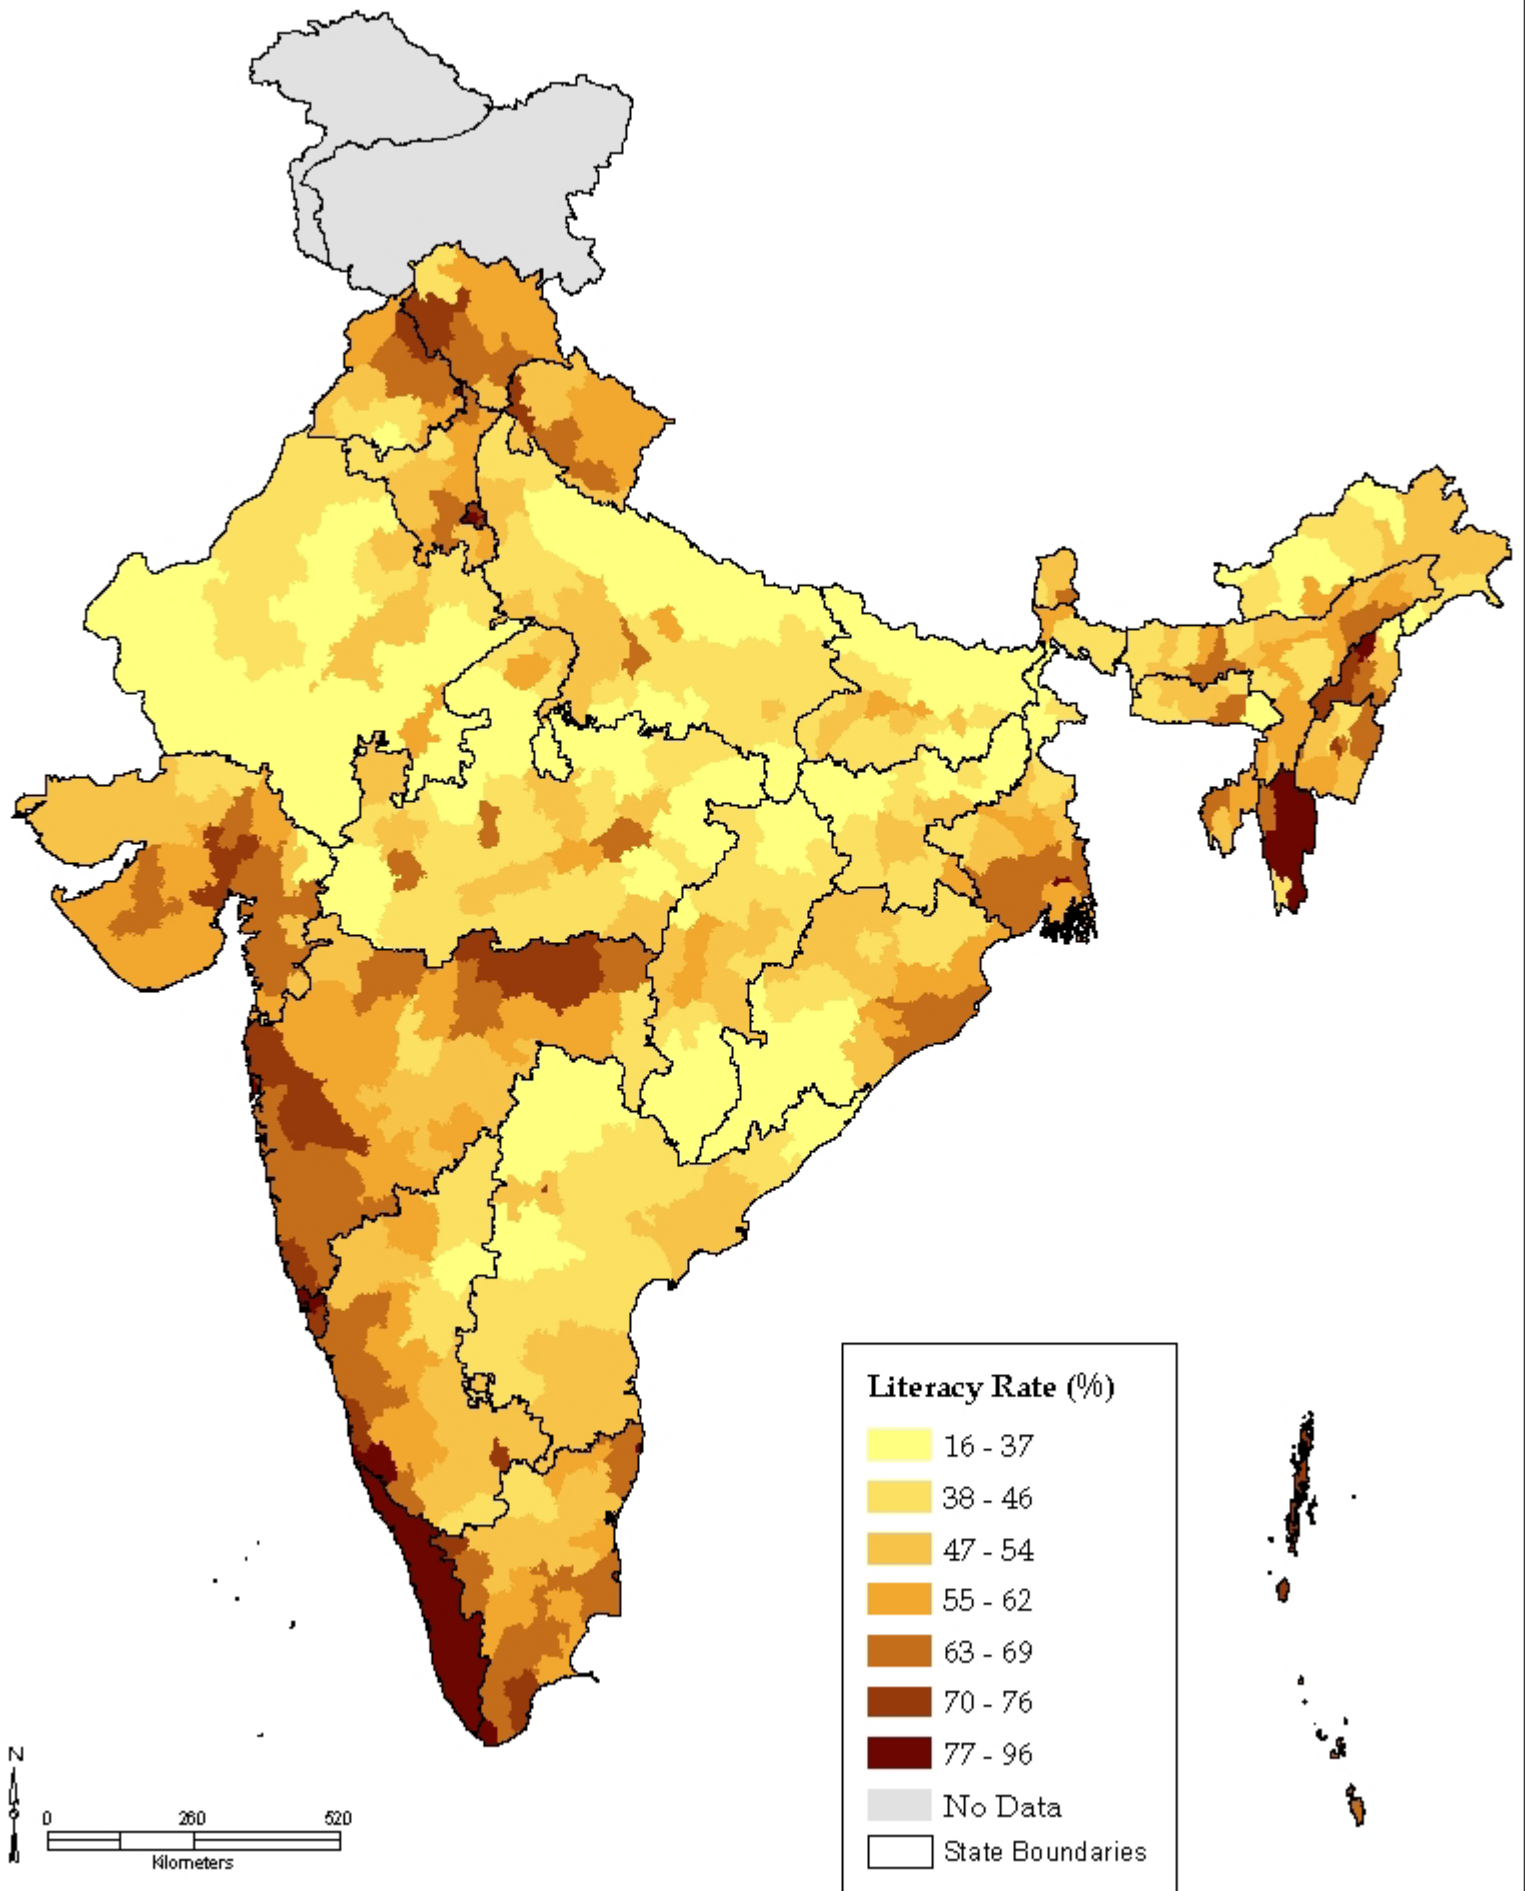 Literacy Rate (%)
16 - 37
38 - 46
47 - 54
55 - 62
63 - 69
70 - 76
77 - 96
No Data
State Boundaries
N
0 260 520
Kilometers